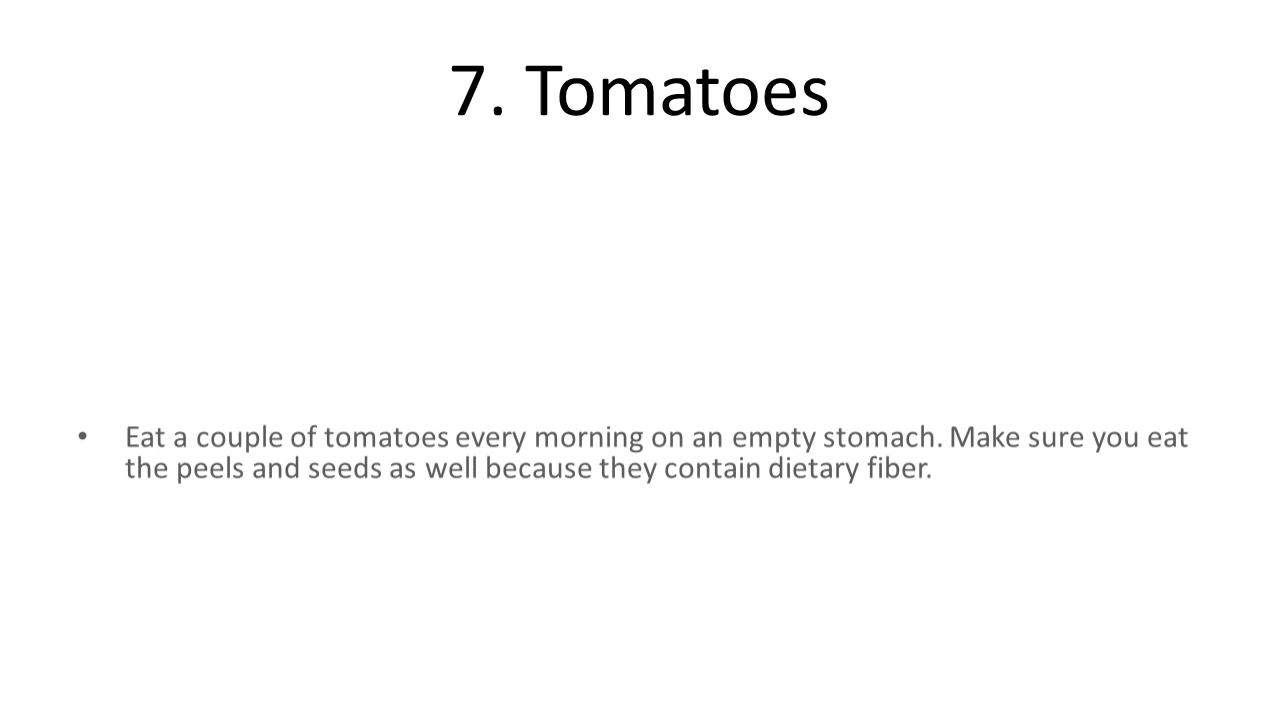 7. Tomatoes
• Eat a couple of tomatoes every morning on an empty stomach. Make sure you eat
the peels and seeds as well because they contain dietary fiber.